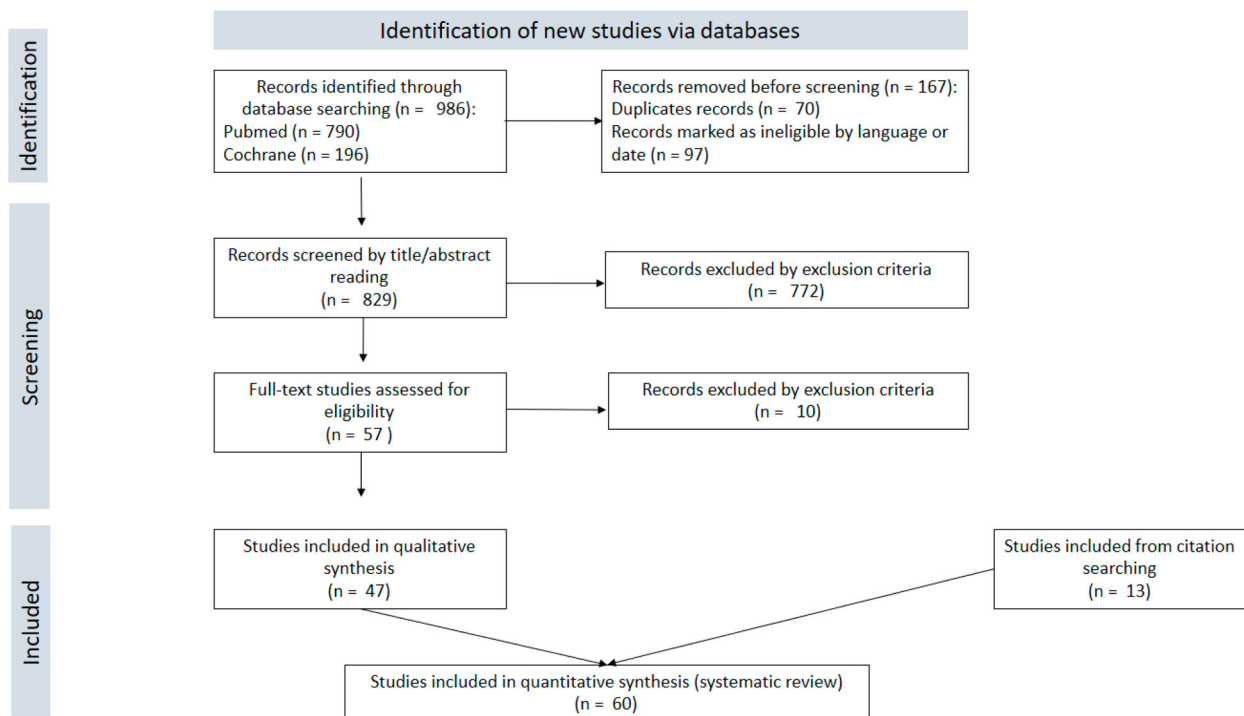 Identification of new studies via databases
Identification
Records identified through
database searching (n = 986):
Pubmed (n = 790)
Cochrane (n = 196)
Records removed before screening (n = 167):
Duplicates records (n = 70)
Records marked as ineligible by language or
date (n = 97)
Screening
Records screened by title/abstract
reading
(n = 829)
Records excluded by exclusion criteria
(n = 772)
Full-text studies assessed for
eligibility
(n = 57 )
Records excluded by exclusion criteria
(n = 10)
Included
Studies included in qualitative
synthesis
(n = 47)
Studies included from citation
searching
(n = 13)
Studies included in quantitative synthesis (systematic review)
(n = 60)